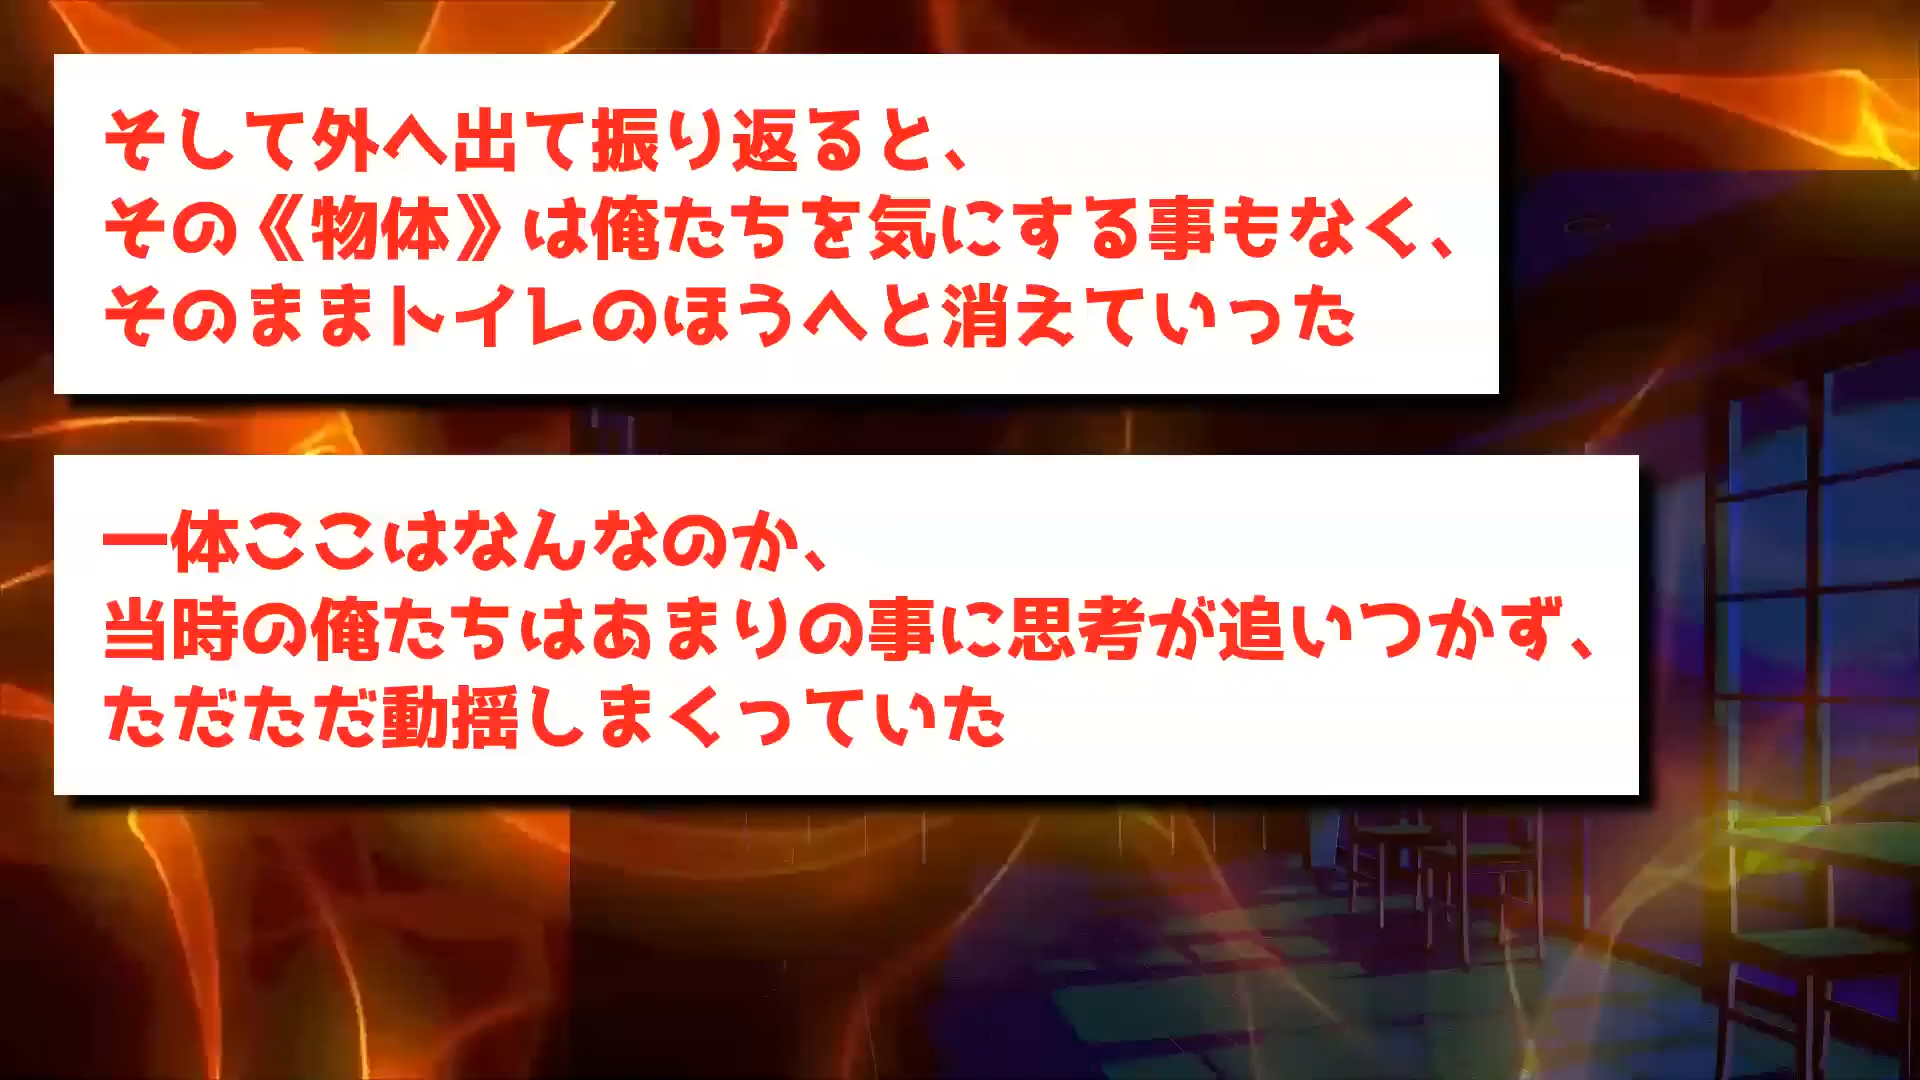 そして外へ出て振り返ると、
その《物体》は俺たちを気にする事もなく、
そのままトイレのほうへと消えていった
一体ここはなんなのか、
当時の俺たちはあまりの事に思考が追いつかず、
ただただ動揺しまくっていた